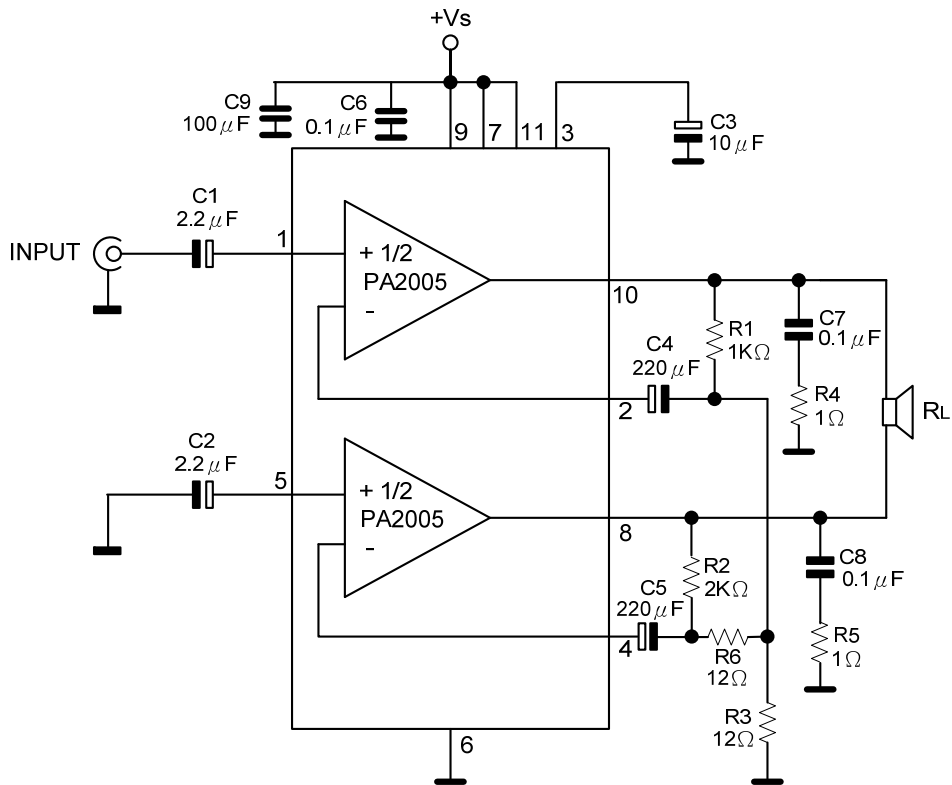 +Vs
C9
100μF
C6
0.1μF
9
7
11
3
C3
10μF
C1
2.2μF
INPUT
1
+ 1/2
PA2005
-
10
R1
1KΩ
C7
0.1μF
C4
220μF
2
R4
1Ω
RL
C2
2.2μF
5
+ 1/2
PA2005
-
8
R2
2KΩ
C8
0.1μF
C5
220μF
4
R6
12Ω
R5
1Ω
R3
12Ω
6